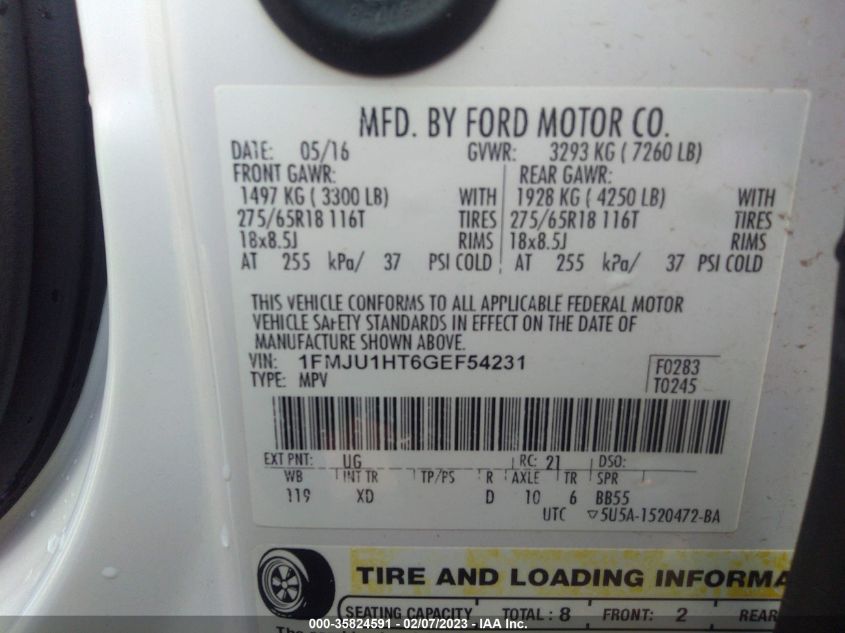 MFD. BY FORD MOTOR CO.
DATE: 05/16 GVWR: 3293 KG ( 7260 LB)
FRONT GAWR: REAR GAWR:
1497 KG ( 3300 LB) WITH 1928 KG ( 4250 LB) WITH
275/65R18 116T TIRES 275/65R18 116T TIRES
18x8.5J RIMS 18x8.5J RIMS
AT 255 kPa/ 37 PSI COLD AT 255 kPa/ 37 PSI COLD
THIS VEHICLE CONFORMS TO ALL APPLICABLE FEDERAL MOTOR
VEHICLE SAFETY STANDARDS IN EFFECT ON THE DATE OF
MANUFACTURE SHOWN ABOVE.
VIN: 1FMJU1HT6GEF54231 F0283
TYPE: MPV T0245
EXT PNT: UG RC: 21 DSO:
WB INT TR TP/PS R AXLE TR SPR
119 XD D 10 6 BB55
UTC ▽5U5A-1520472-BA
TIRE AND LOADING INFORMA
SEATING CAPACITY TOTAL : 8 FRONT: 2 REAR
000-35824591 - 02/07/2023 - IAA Inc.